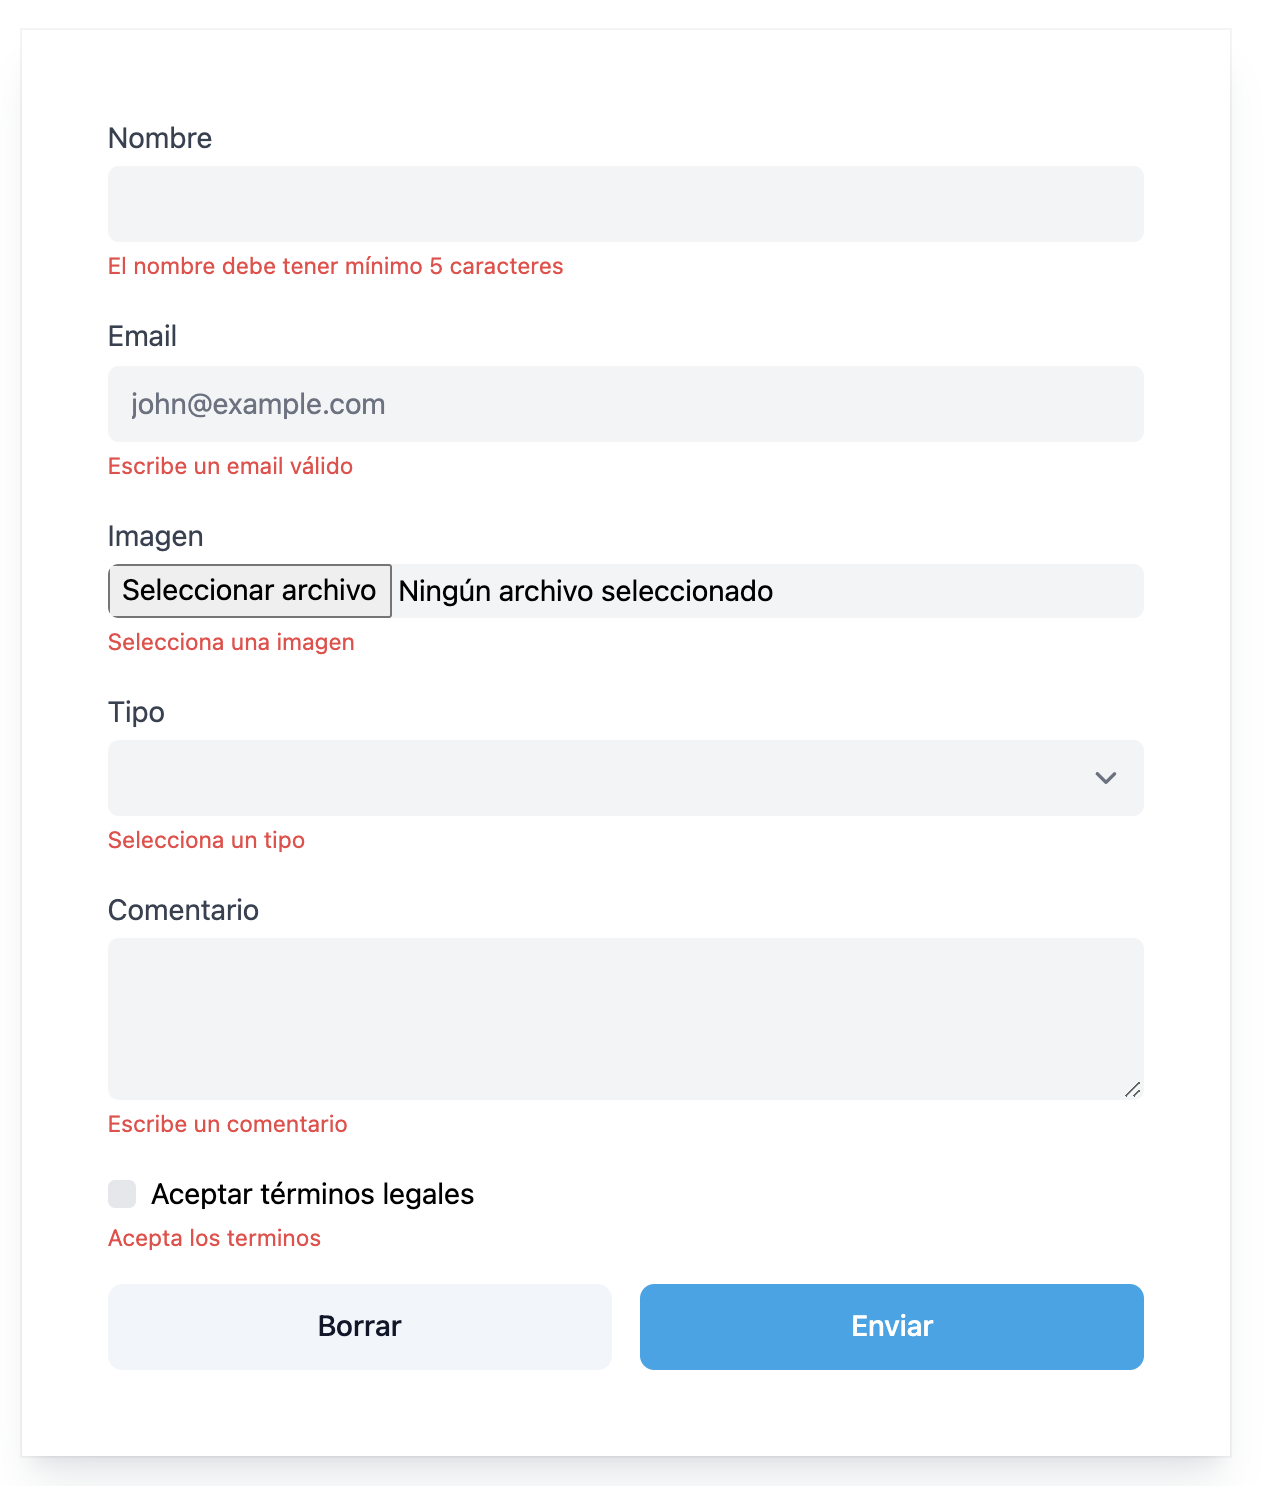 Nombre
El nombre debe tener mínimo 5 caracteres
Email
john@example.com
Escribe un email válido
Imagen
Seleccionar archivo Ningún archivo seleccionado
Selecciona una imagen
Tipo
Selecciona un tipo
Comentario
Escribe un comentario
Aceptar términos legales
Acepta los terminos
Borrar Enviar